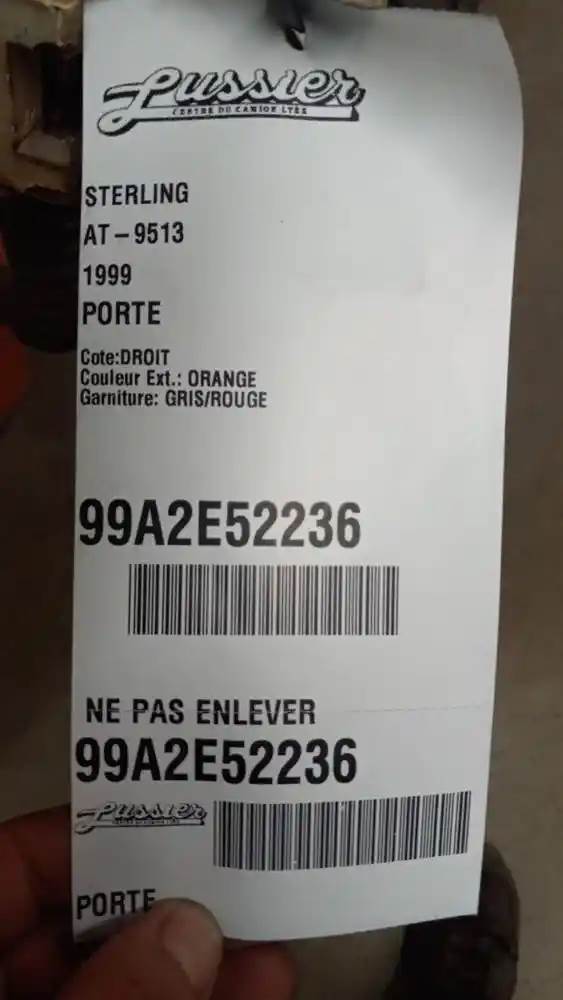 Lussier
CENTRE DU CAMION LTÉE
STERLING
AT-9513
1999
PORTE
Cote:DROIT
Couleur Ext.: ORANGE
Garniture: GRIS/ROUGE
99A2E52236
NE PAS ENLEVER
99A2E52236
Lussier
PORTE